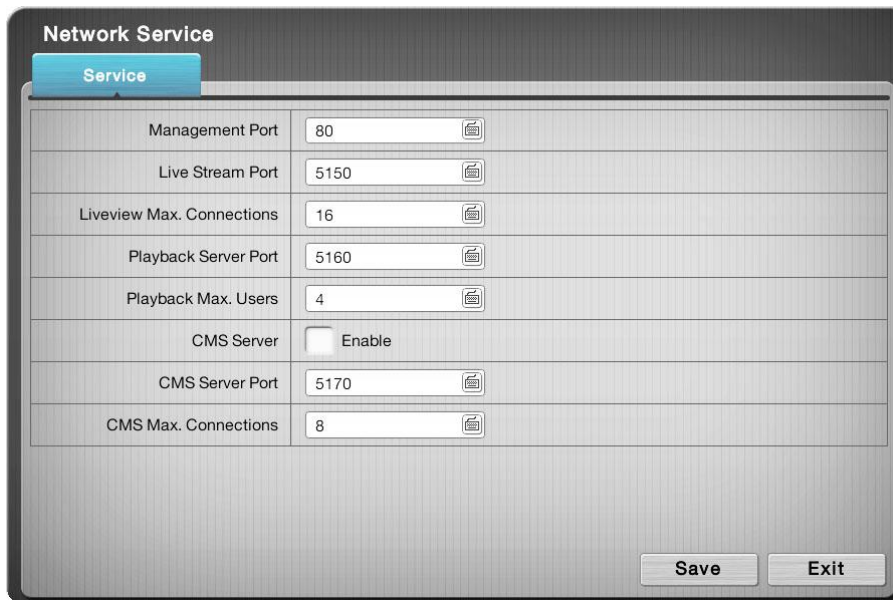 Network Service
Service
Management Port 80
Live Stream Port 5150
Liveview Max. Connections 16
Playback Server Port 5160
Playback Max. Users 4
CMS Server Enable
CMS Server Port 5170
CMS Max. Connections 8
Save Exit